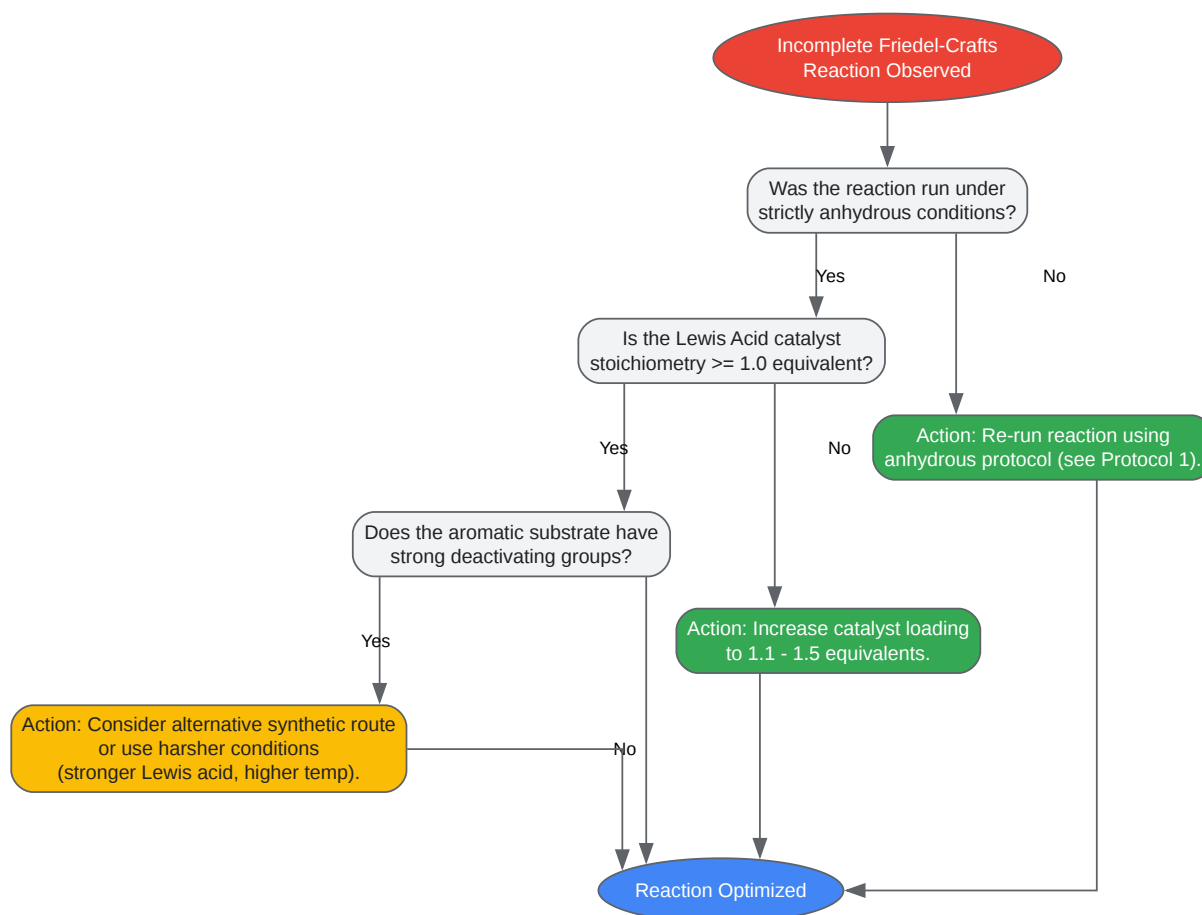 Incomplete Friedel-Crafts
Reaction Observed
Was the reaction run under
strictly anhydrous conditions?
Yes
No
Is the Lewis Acid catalyst
stoichiometry >= 1.0 equivalent?
Yes
No
Action: Re-run reaction using
anhydrous protocol (see Protocol 1).
Does the aromatic substrate have
strong deactivating groups?
Yes
Action: Increase catalyst loading
to 1.1 - 1.5 equivalents.
Action: Consider alternative synthetic route
or use harsher conditions
(stronger Lewis acid, higher temp).
No
Reaction Optimized